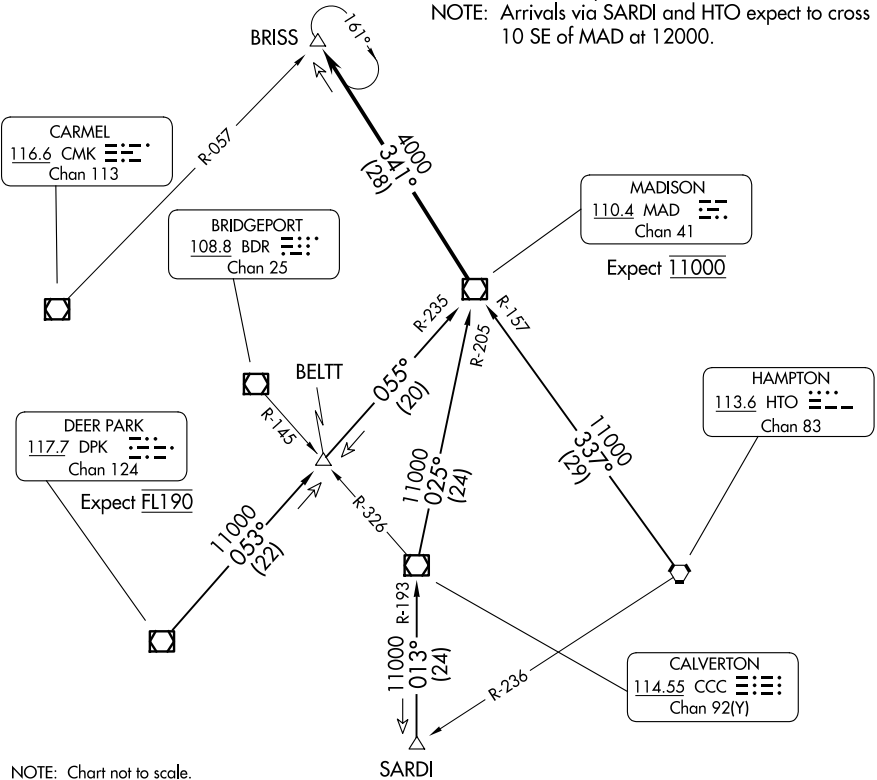 NOTE: Arrivals via SARDI and HTO expect to cross
10 SE of MAD at 12000.
BRISS
161°
R-057
CARMEL
116.6 CMK
Chan 113
4000
341°
(28)
MADISON
110.4 MAD
Chan 41
Expect 11000
BRIDGEPORT
108.8 BDR
Chan 25
R-235
R-205
R-157
BELTT
055°
(20)
R-145
HAMPTON
113.6 HTO
Chan 83
DEER PARK
117.7 DPK
Chan 124
Expect FL190
11000
053°
(22)
R-326
11000
025°
(24)
11000
337°
(29)
R-193
11000
013°
(24)
R-236
CALVERTON
114.55 CCC
Chan 92(Y)
SARDI
NOTE: Chart not to scale.